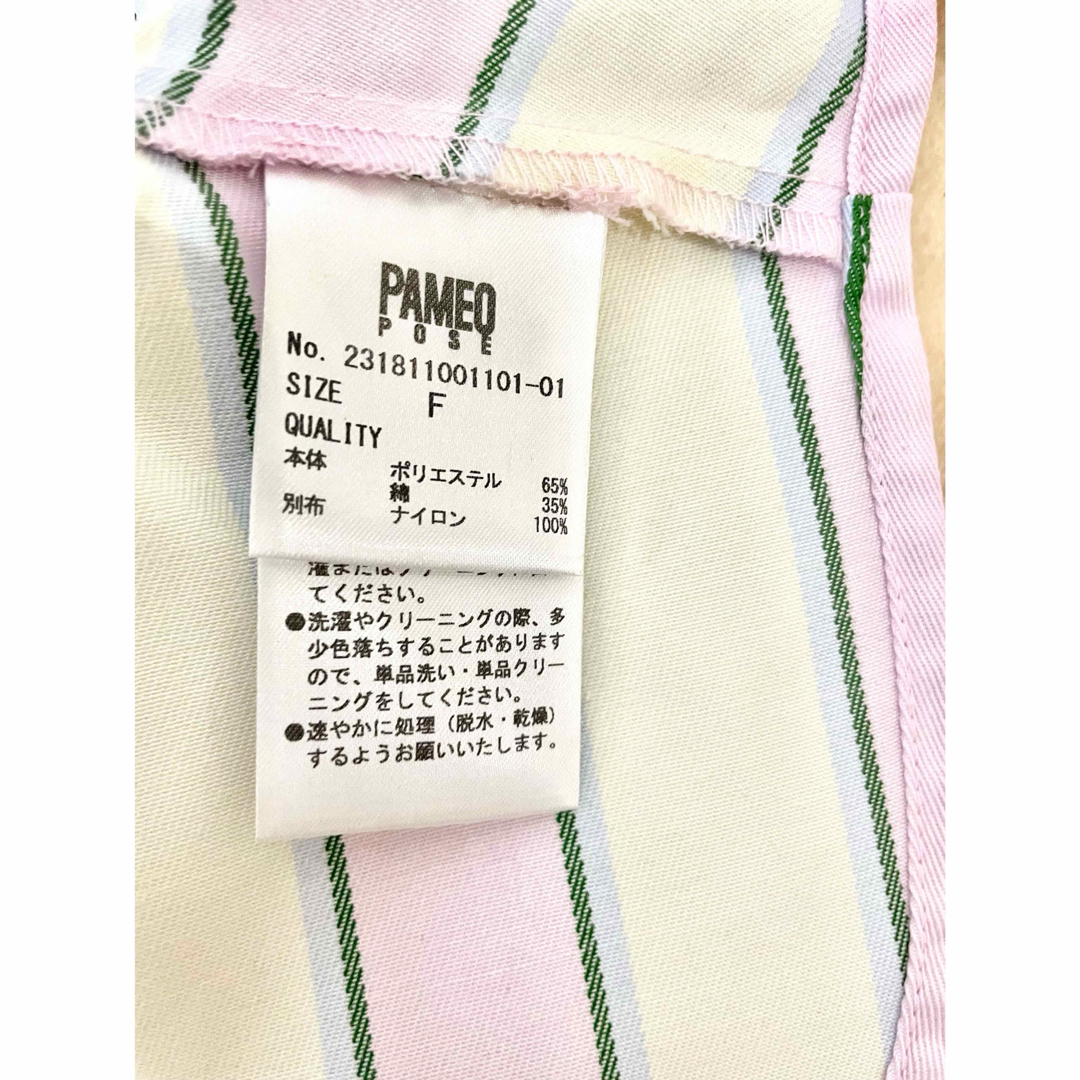 PAMEO
POSE
No. 231811001101-01
SIZE F
QUALITY
本体 ポリエステル 65%
綿 35%
別布 ナイロン 100%
てください。
●洗濯やクリーニングの際、多
少色落ちすることがあります
ので、単品洗い・単品クリー
ニングをしてください。
●速やかに処理（脱水・乾燥）
するようお願いいたします。